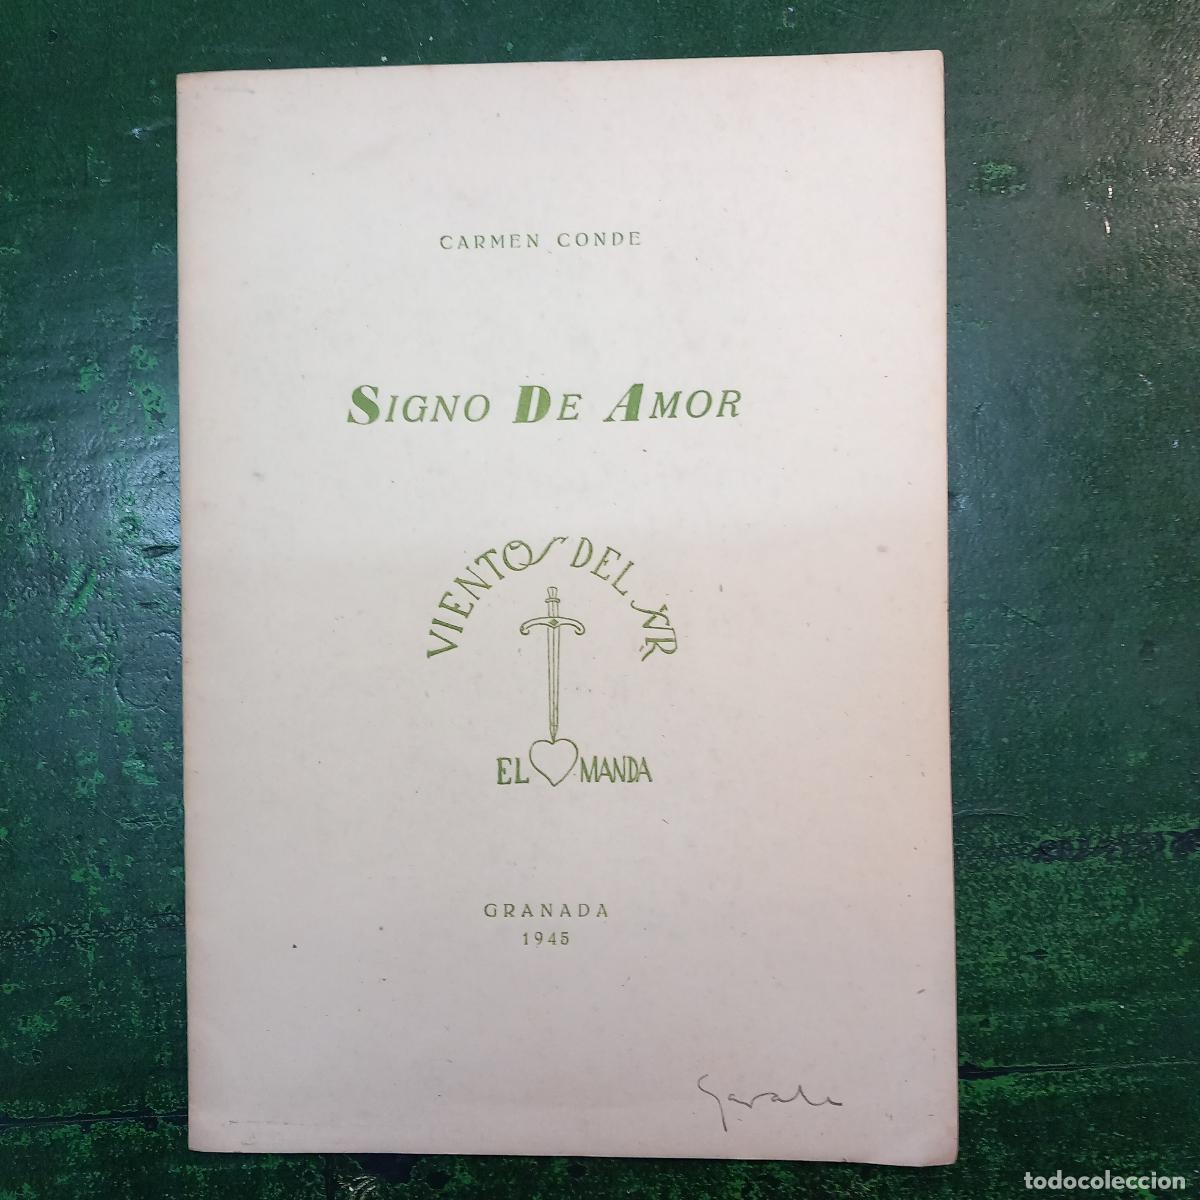 CARMEN CONDE
SIGNO DE AMOR
VIENTOS DEL SUR
EL MANDA
GRANADA
1945
todocoleccion